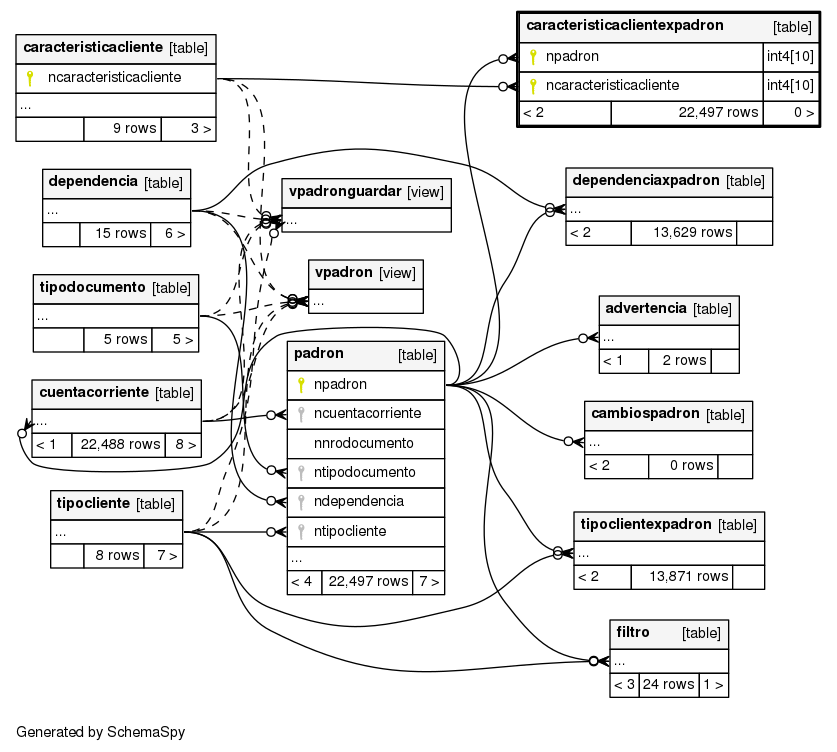 caracteristicacliente [table]
ncaracteristicacliente
...
9 rows 3 >
caracteristicaclientexpadron [table]
npadron int4[10]
ncaracteristicacliente int4[10]
< 2 22,497 rows 0 >
dependencia [table]
...
15 rows 6 >
vpadronguardar [view]
...
dependenciaxpadron [table]
...
< 2 13,629 rows
tipodocumento [table]
...
5 rows 5 >
vpadron [view]
...
advertencia [table]
...
< 1 2 rows
padron [table]
npadron
ncuentacorriente
nnrodocumento
ntipodocumento
ndependencia
ntipocliente
...
< 4 22,497 rows 7 >
cuentacorriente [table]
...
< 1 22,488 rows 8 >
cambiospadron [table]
...
< 2 0 rows
tipocliente [table]
...
8 rows 7 >
tipoclientexpadron [table]
...
< 2 13,871 rows
filtro [table]
...
< 3 24 rows 1 >
Generated by SchemaSpy